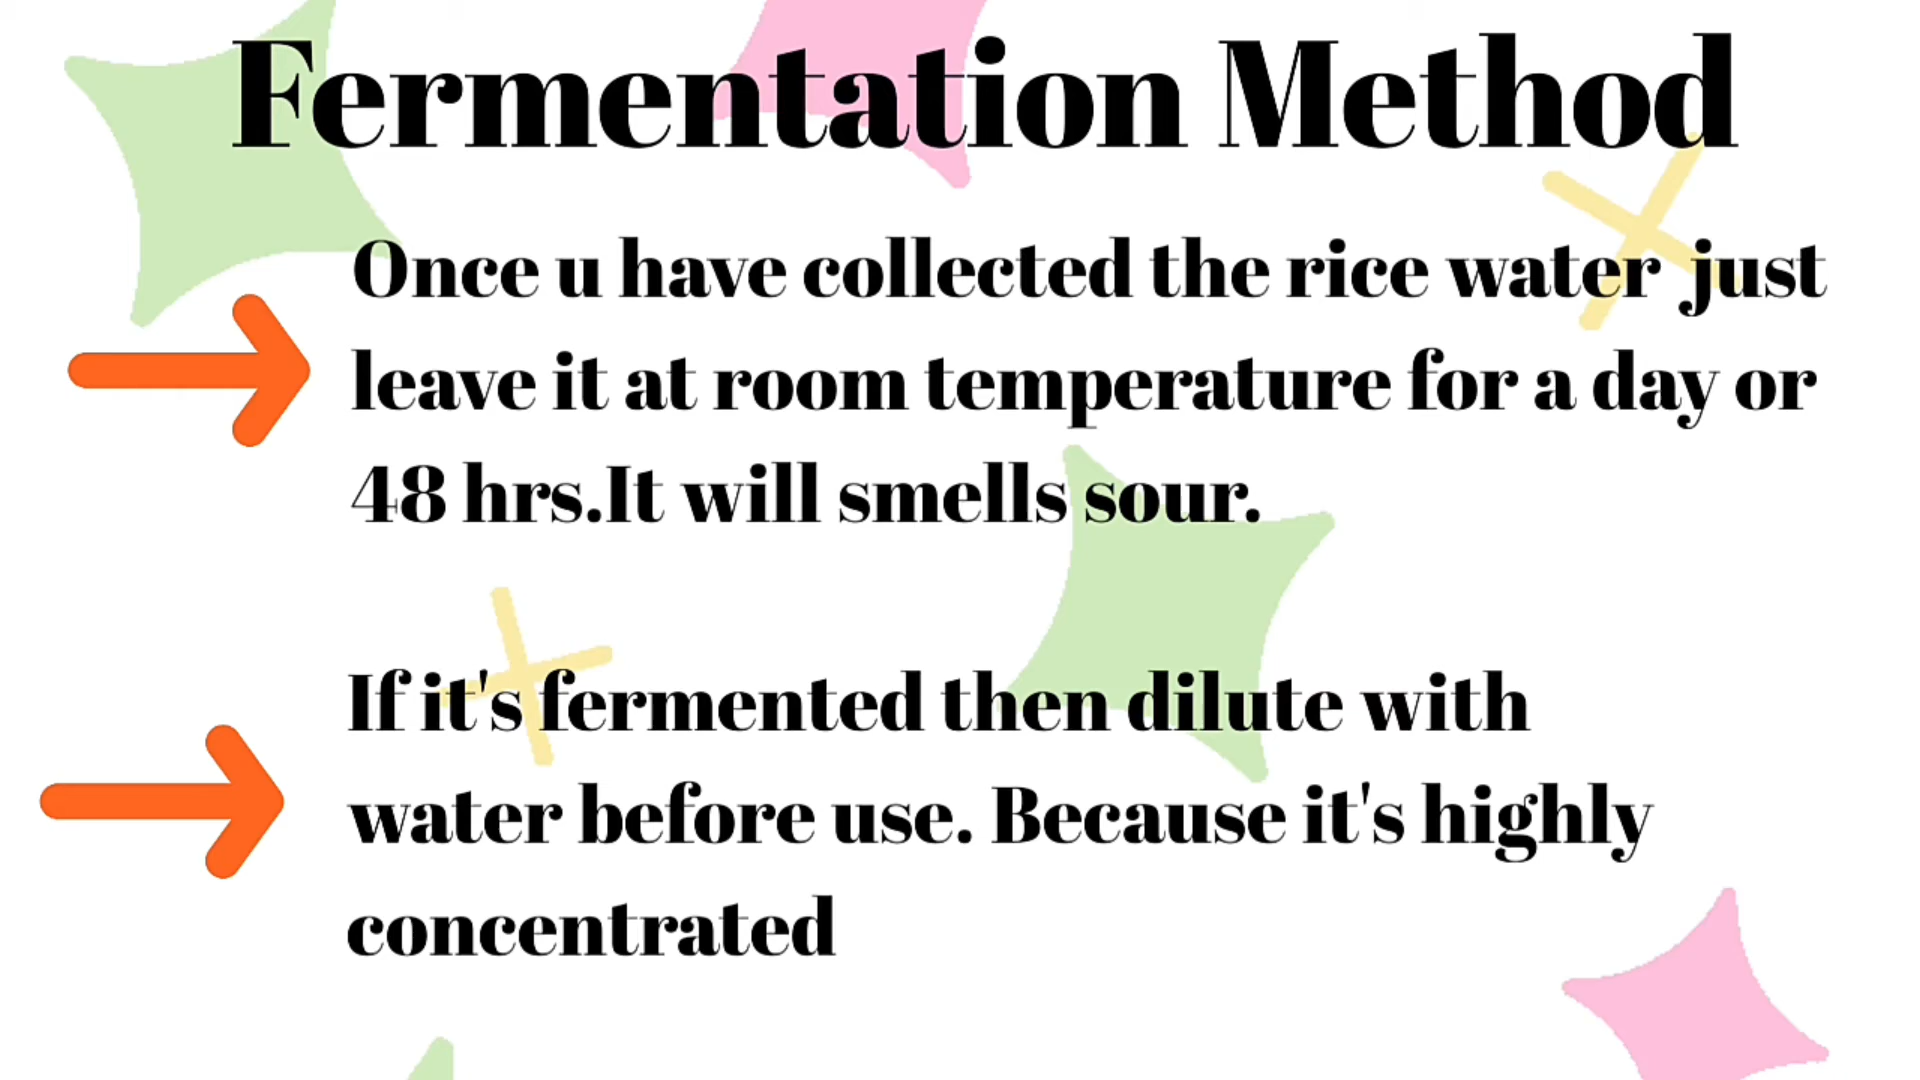 Fermentation Method
Once u have collected the rice water just
leave it at room temperature for a day or
48 hrs.It will smells sour.
If it's fermented then dilute with
water before use. Because it's highly
concentrated